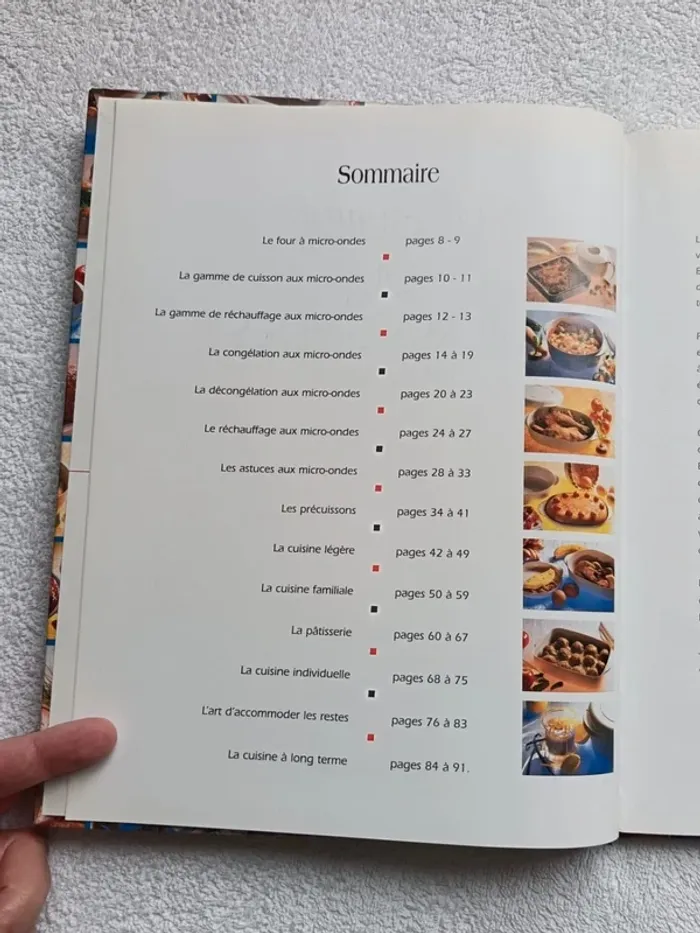 Sommaire
Le four à micro-ondes pages 8 - 9
La gamme de cuisson aux micro-ondes pages 10 - 11
La gamme de réchauffage aux micro-ondes pages 12 - 13
La congélation aux micro-ondes pages 14 à 19
La décongélation aux micro-ondes pages 20 à 23
Le réchauffage aux micro-ondes pages 24 à 27
Les astuces aux micro-ondes pages 28 à 33
Les précuissons pages 34 à 41
La cuisine légère pages 42 à 49
La cuisine familiale pages 50 à 59
La pâtisserie pages 60 à 67
La cuisine individuelle pages 68 à 75
L'art d'accommoder les restes pages 76 à 83
La cuisine à long terme pages 84 à 91.